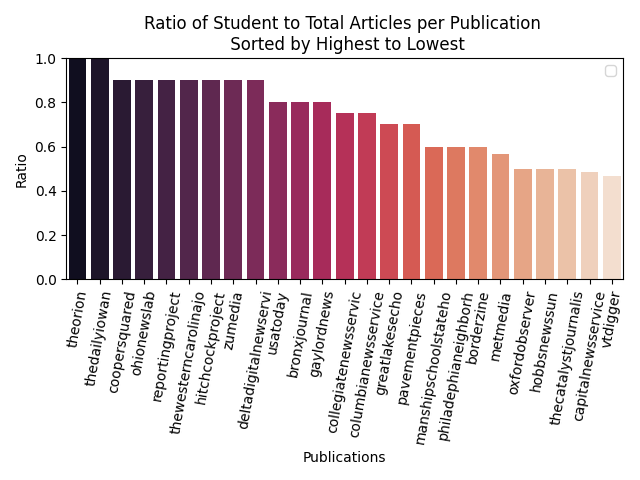 Ratio of Student to Total Articles per Publication
Sorted by Highest to Lowest
Ratio
1.0
0.8
0.6
0.4
0.2
0.0
theorion
thedailyiowan
coopersquared
ohionewslab
reportingproject
thewesterncarolinajo
hitchcockproject
zumedia
deltadigitalnewservi
usatoday
bronxjournal
gaylordnews
collegiatenewsservic
columbianewsservice
greatlakesecho
pavementpieces
manshipschoolstateho
philadephianeighborh
borderzine
metmedia
oxfordobserver
hobbsnewssun
thecatalystjournalis
capitalnewsservice
vtdigger
Publications